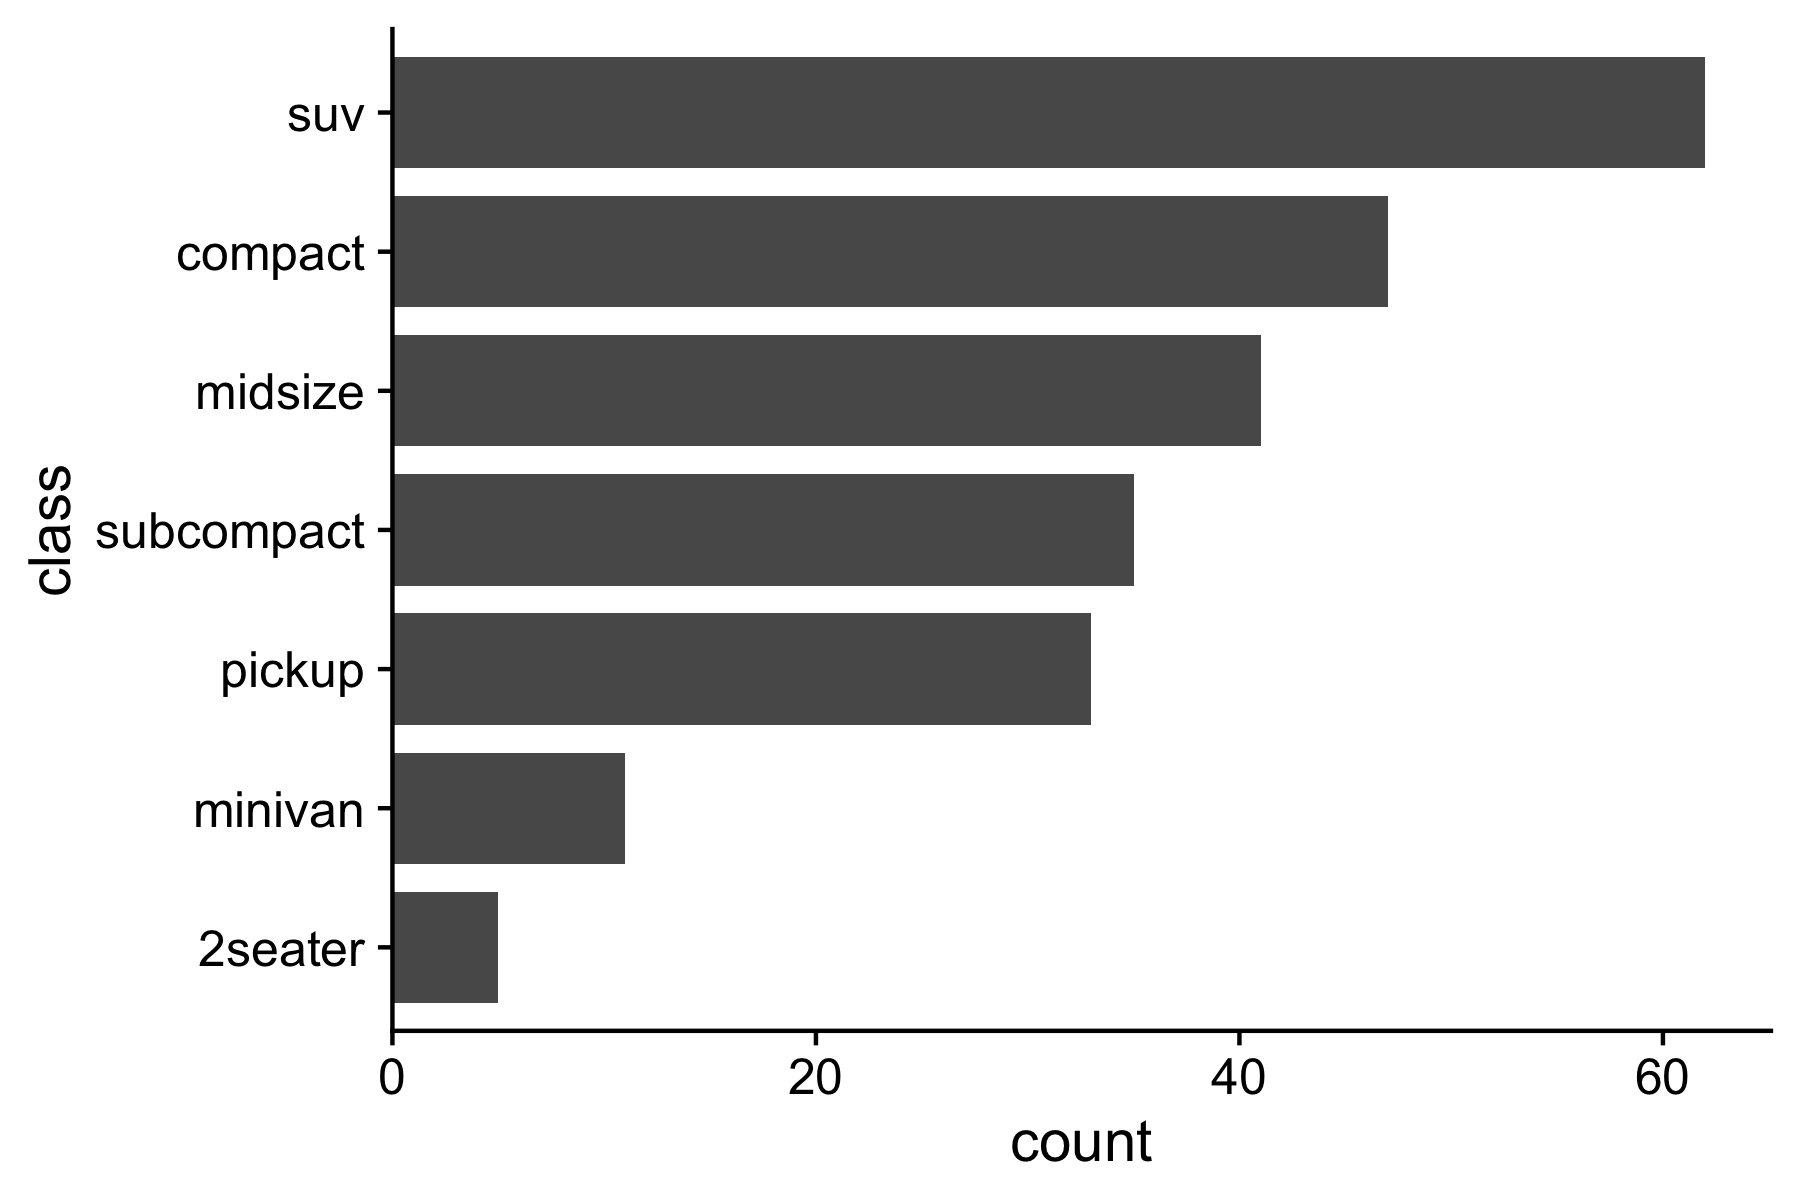 suv
compact
midsize
subcompact
pickup
minivan
2seater
class
0 20 40 60
count